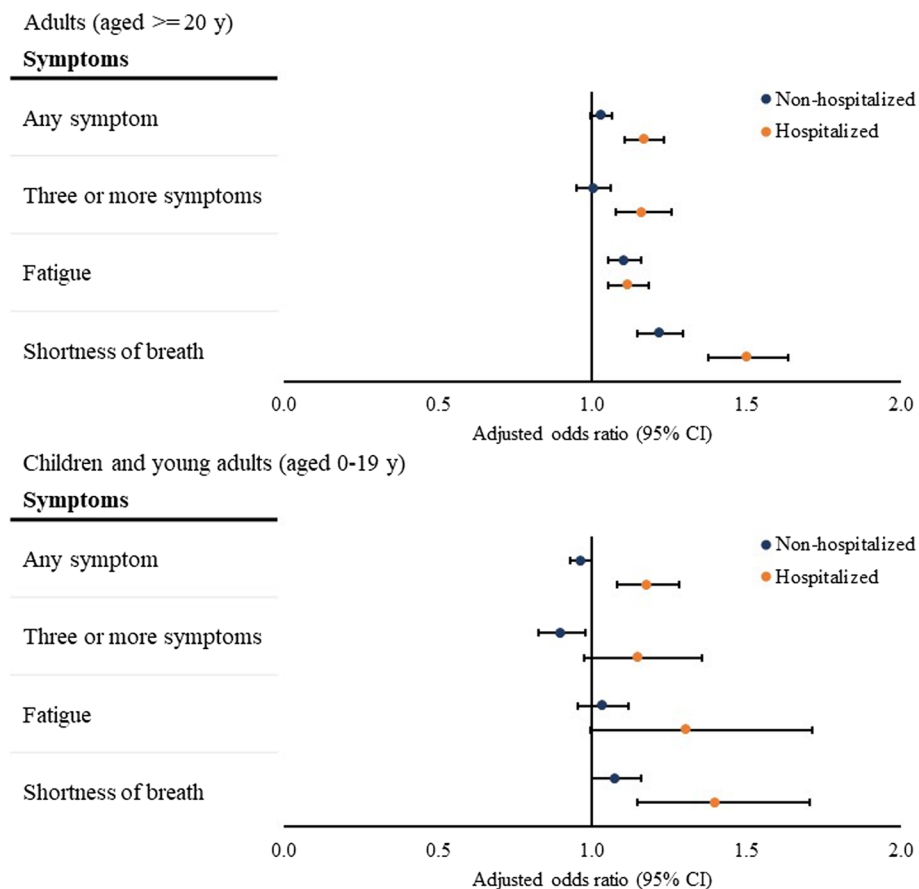 Adults (aged >= 20 y)
Symptoms
Non-hospitalized
Any symptom
Hospitalized
Three or more symptoms
Fatigue
Shortness of breath
0.0 0.5 1.0 1.5 2.0
Adjusted odds ratio (95% CI)
Children and young adults (aged 0-19 y)
Symptoms
Non-hospitalized
Any symptom
Hospitalized
Three or more symptoms
Fatigue
Shortness of breath
0.0 0.5 1.0 1.5 2.0
Adjusted odds ratio (95% CI)